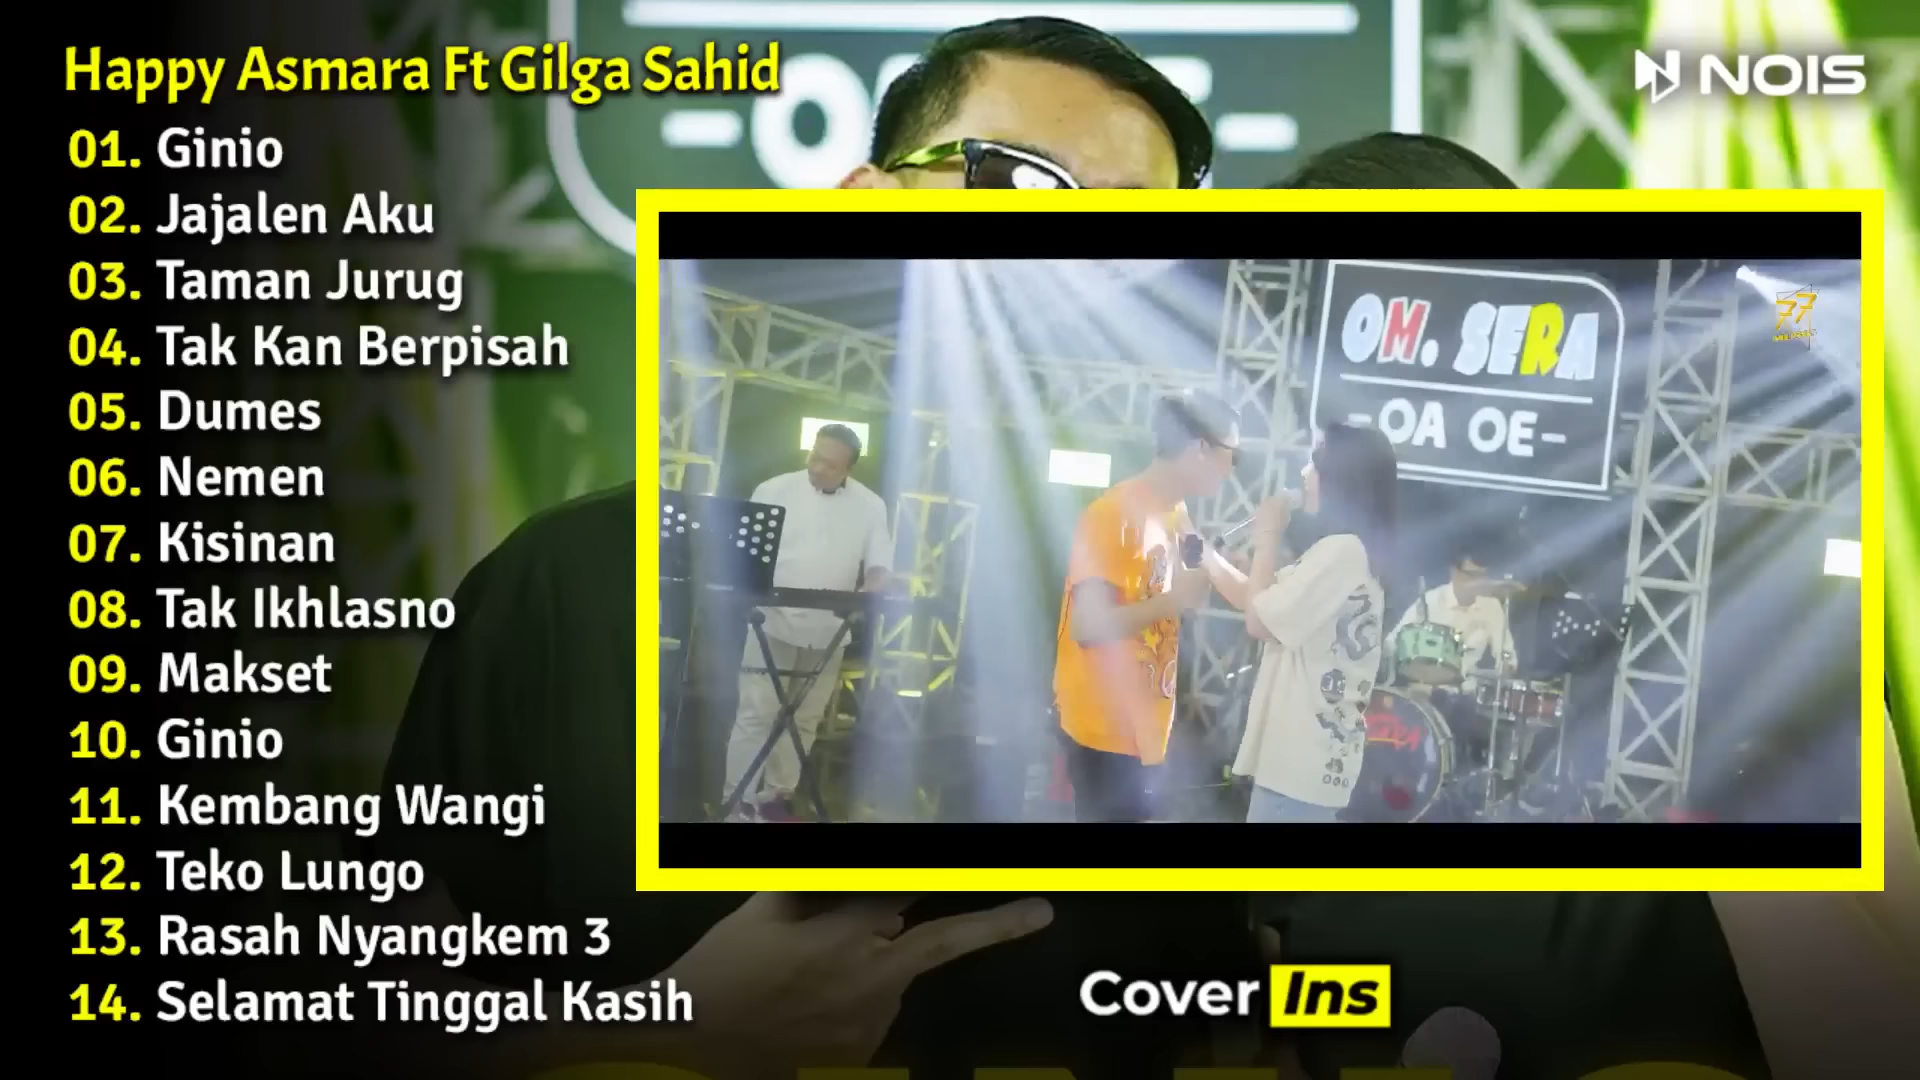 Happy Asmara Ft Gilga Sahid
01. Ginio
02. Jajalen Aku
03. Taman Jurug
04. Tak Kan Berpisah
05. Dumes
06. Nemen
07. Kisinan
08. Tak Ikhlasno
09. Makset
10. Ginio
11. Kembang Wangi
12. Teko Lungo
13. Rasah Nyangkem 3
14. Selamat Tinggal Kasih
NOIS
OM. SERA
-OA OE-
77
MUSIC
Cover Ins